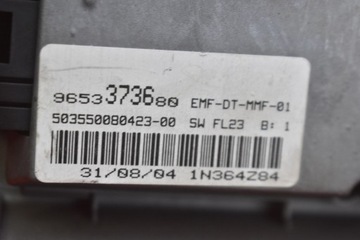 9653373680 EMF-DT-MMF-01
503550080423-00 SW FL23 B: 1
31/08/04 1N364Z84